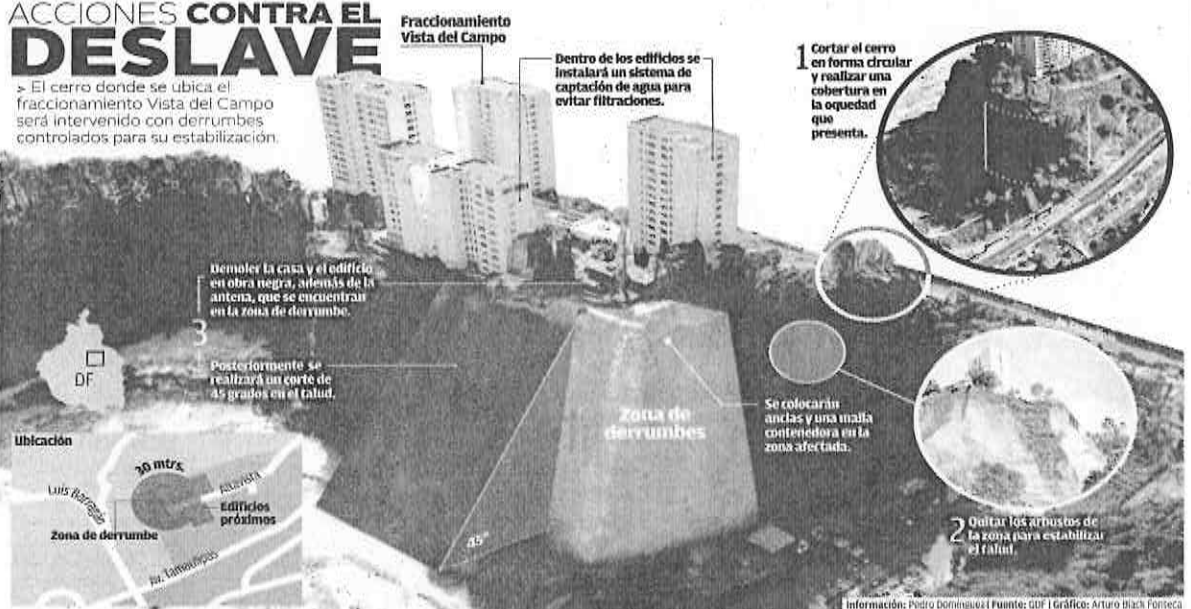 ACCIONES CONTRA EL
DESLAVE
> El cerro donde se ubica el
fraccionamiento Vista del Campo
será intervenido con derrumbes
controlados para su estabilización.
Fraccionamiento
Vista del Campo
Dentro de los edificios se
instalará un sistema de
captación de agua para
evitar filtraciones.
1 Cortar el cerro
en forma circular
y realizar una
cobertura en
la oquedad
que
presenta.
3
Demoler la casa y el edificio
en obra negra, además de la
antena, que se encuentran
en la zona de derrumbe.
Posteriormente se
realizará un corte de
45 grados en el talud.
DF
Zona de
derrumbes
Se colocarán
anclas y una malla
contenedora en la
zona afectada.
45°
2 Quitar los arbustos de
la zona para estabilizar
el talud.
Ubicación
30 mtrs.
Luis Barragán
Altavista
Edificios
próximos
Zona de derrumbe
Av. Tamaulipas
Información: Pedro Domínguez | Fuente: GDF | Gráfico: Arturo Black Fonseca